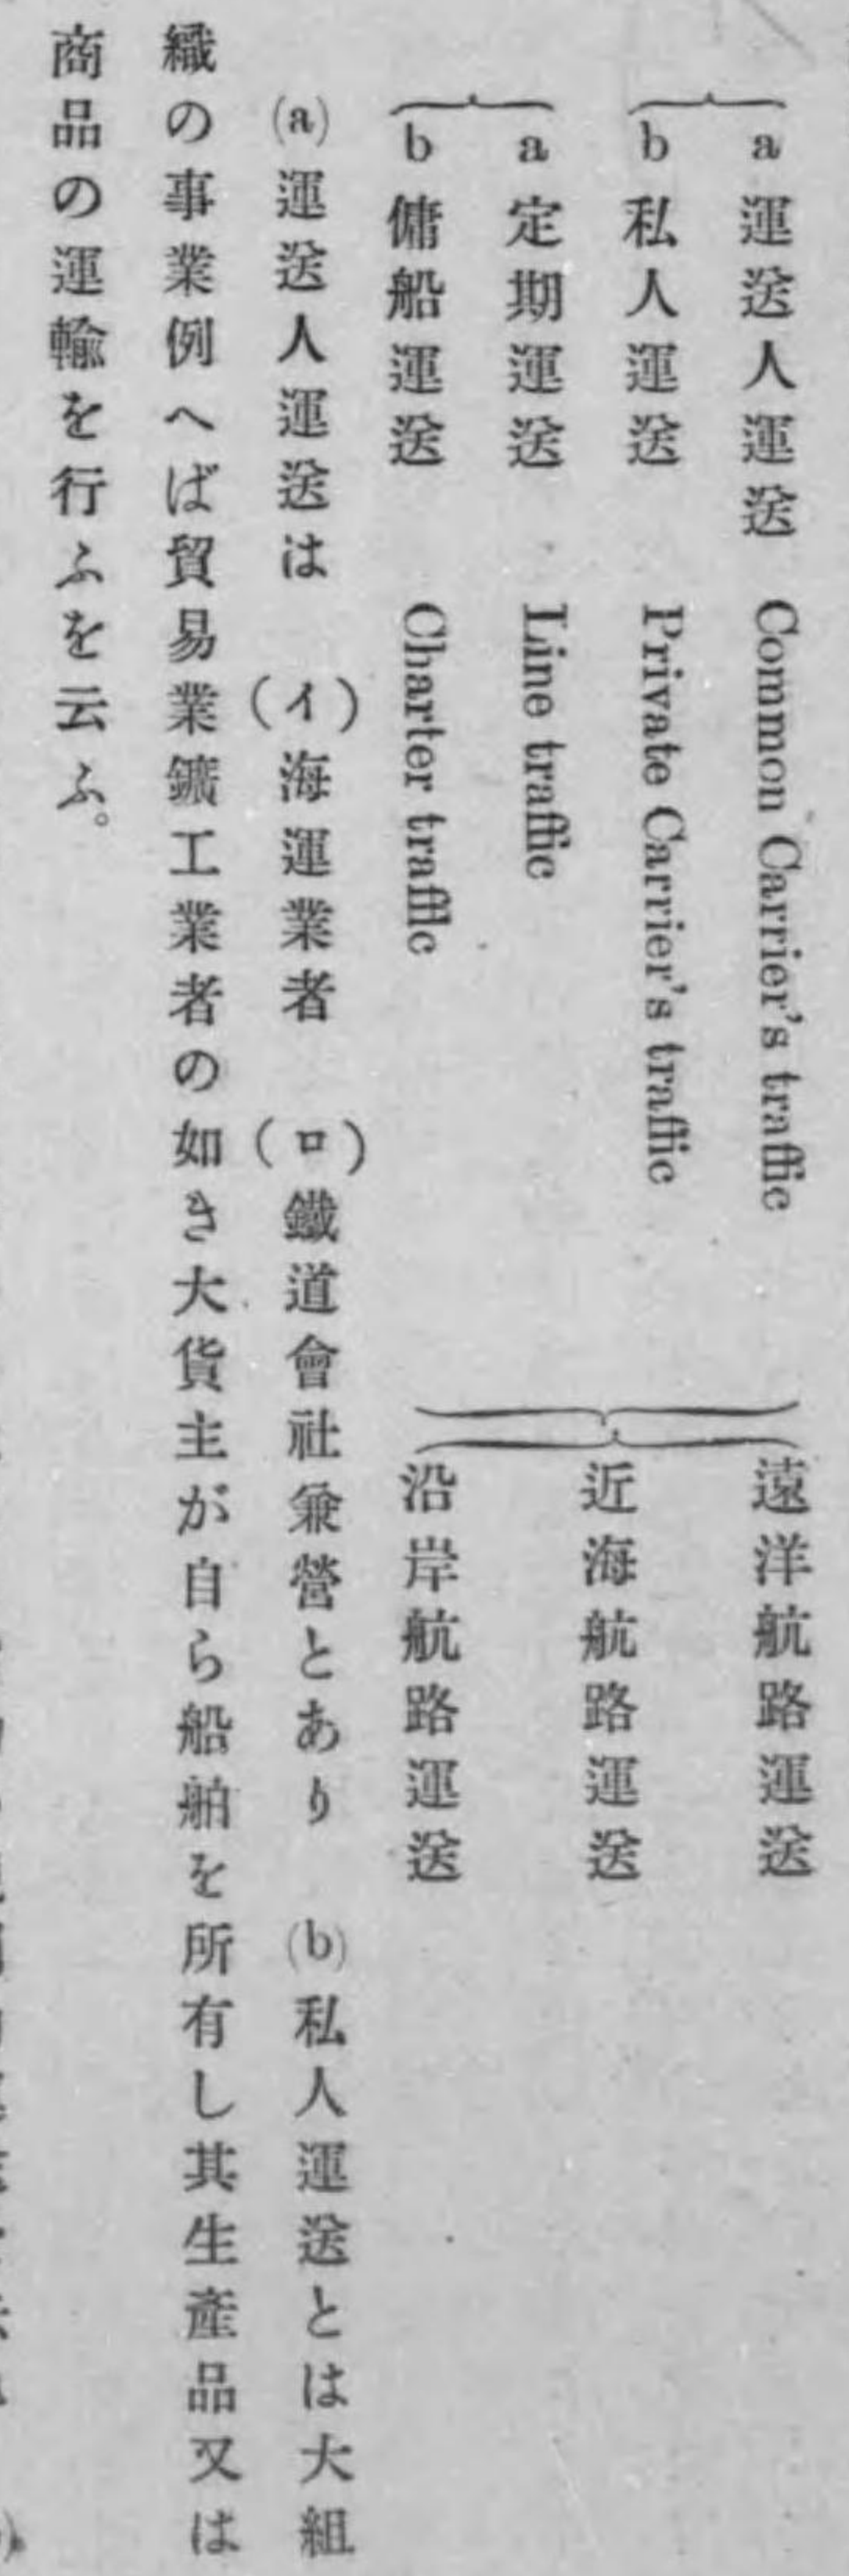 a 運送人運送 Common Carrier's traffic
b 私人運送 Private Carrier's traffic
a 定期運送 Line traffic
b 傭船運送 Charter traffic
遠洋航路運送
近海航路運送
沿岸航路運送
(a)運送人運送は (イ)海運業者 (ロ)鐵道會社兼營とあり (b)私人運送とは大組
織の事業例へば貿易業鑛工業者の如き大貨主が自ら船舶を所有し其生產品又は
商品の運輸を行ふを云ふ。